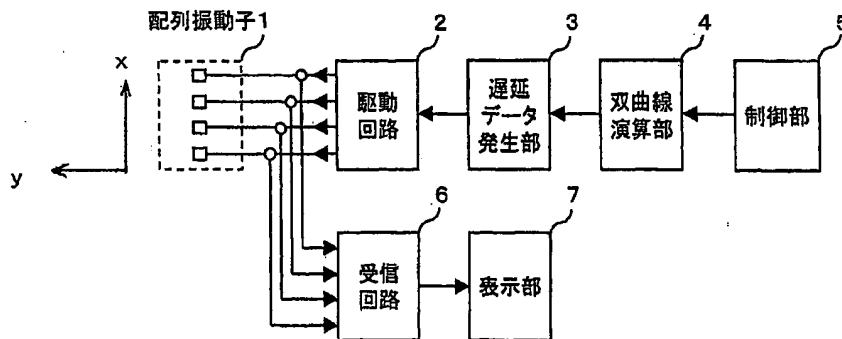 配列振動子1
x
y
2
駆動
回路
3
遅延
データ
発生部
4
双曲線
演算部
5
制御部
6
受信
回路
7
表示部